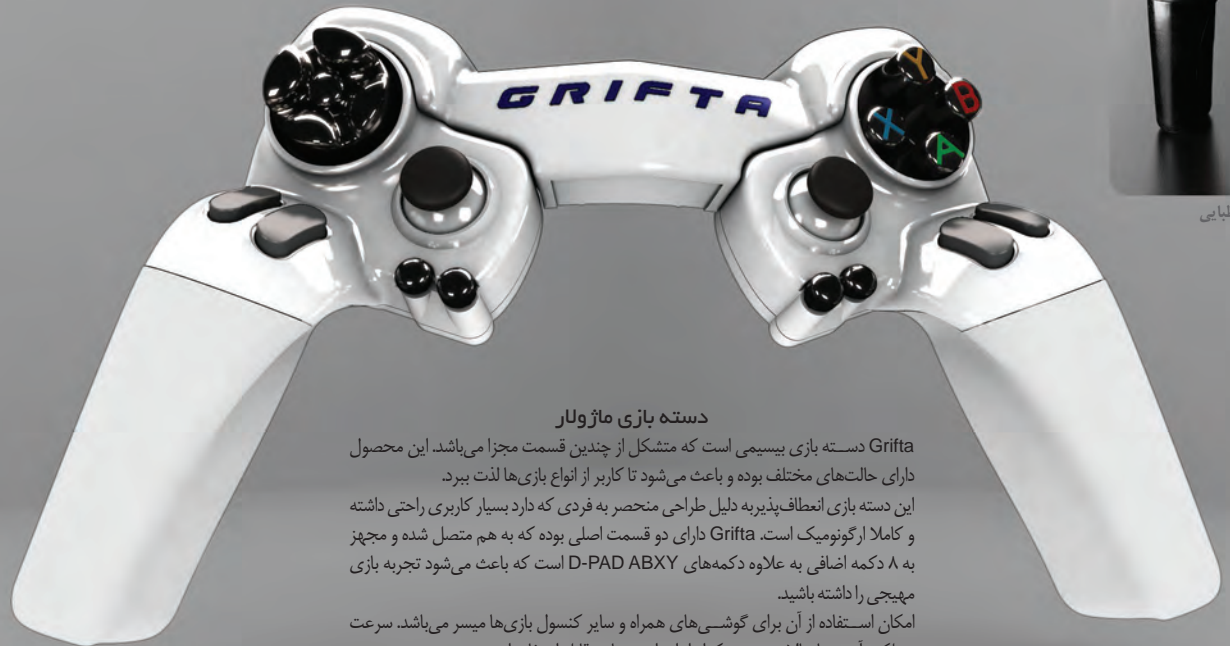 GRIFTA
Y
B
X
A
دسته بازی ماژولار
Grifta دسته بازی بیسیمی است که متشکل از چندین قسمت مجزا می‌باشد. این محصول
دارای حالت‌های مختلف بوده و باعث می‌شود تا کاربر از انواع بازی‌ها لذت ببرد.
این دسته بازی انعطاف‌پذیربه دلیل طراحی منحصر به فردی که دارد بسیار کاربری راحتی داشته
و کاملا ارگونومیک است. Grifta دارای دو قسمت اصلی بوده که به هم متصل شده و مجهز
به ۸ دکمه اضافی به علاوه دکمه‌های D-PAD ABXY است که باعث می‌شود تجربه بازی
مهیجی را داشته باشید.
امکان استفاده از آن برای گوشی‌های همراه و سایر کنسول بازی‌ها میسر می‌باشد. سرعت